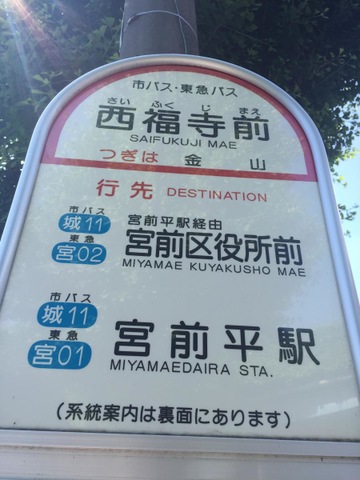 市バス・東急バス
さい ふく じ まえ
西福寺前
SAIFUKUJI MAE
つぎは 金山
行先 DESTINATION
市バス 宮前平駅経由
城11
東急
宮02
宮前区役所前
MIYAMAE KUYAKUSHO MAE
市バス
城11
東急
宮01
宮前平駅
MIYAMAEDAIRA STA.
(系統案内は裏面にあります)